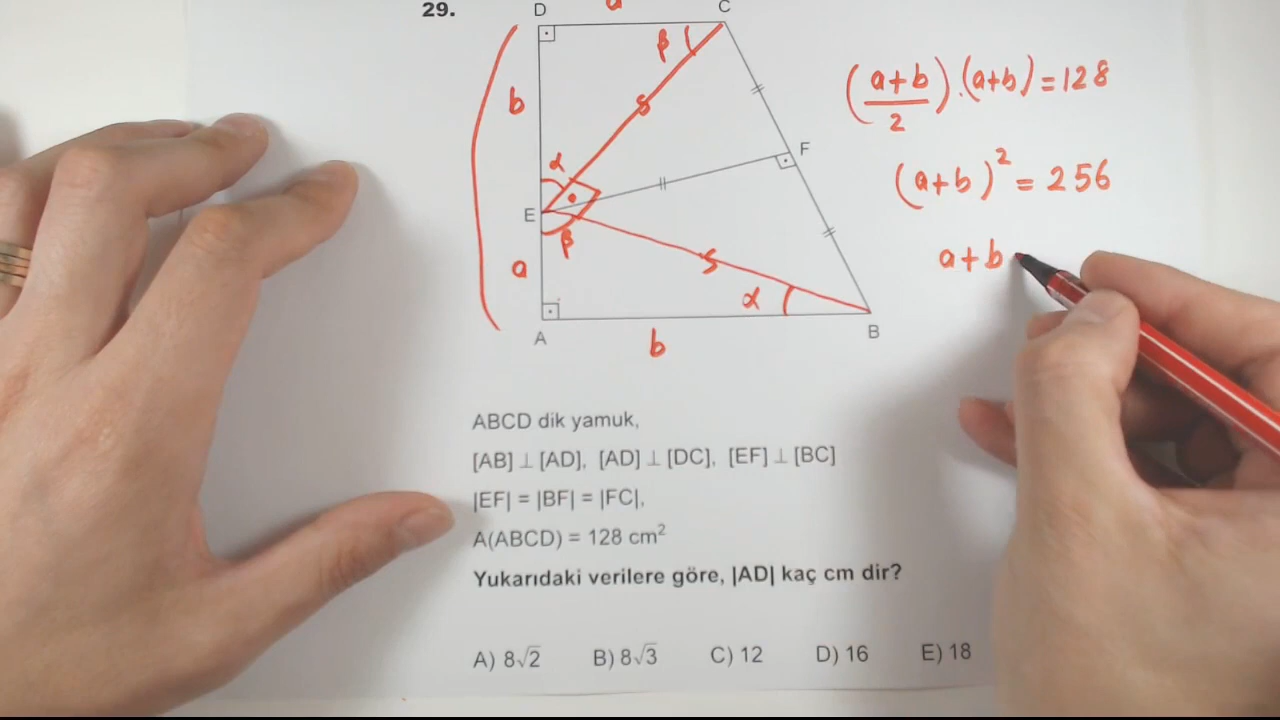 29.
D a C
β
b
S
α
F
E
β
a
S
α
A b B
(a+b/2).(a+b)=128
(a+b)² = 256
a+b
ABCD dik yamuk,
[AB] ⊥ [AD], [AD] ⊥ [DC], [EF] ⊥ [BC]
|EF| = |BF| = |FC|,
A(ABCD) = 128 cm²
Yukarıdaki verilere göre, |AD| kaç cm dir?
A) 8√2 B) 8√3 C) 12 D) 16 E) 18